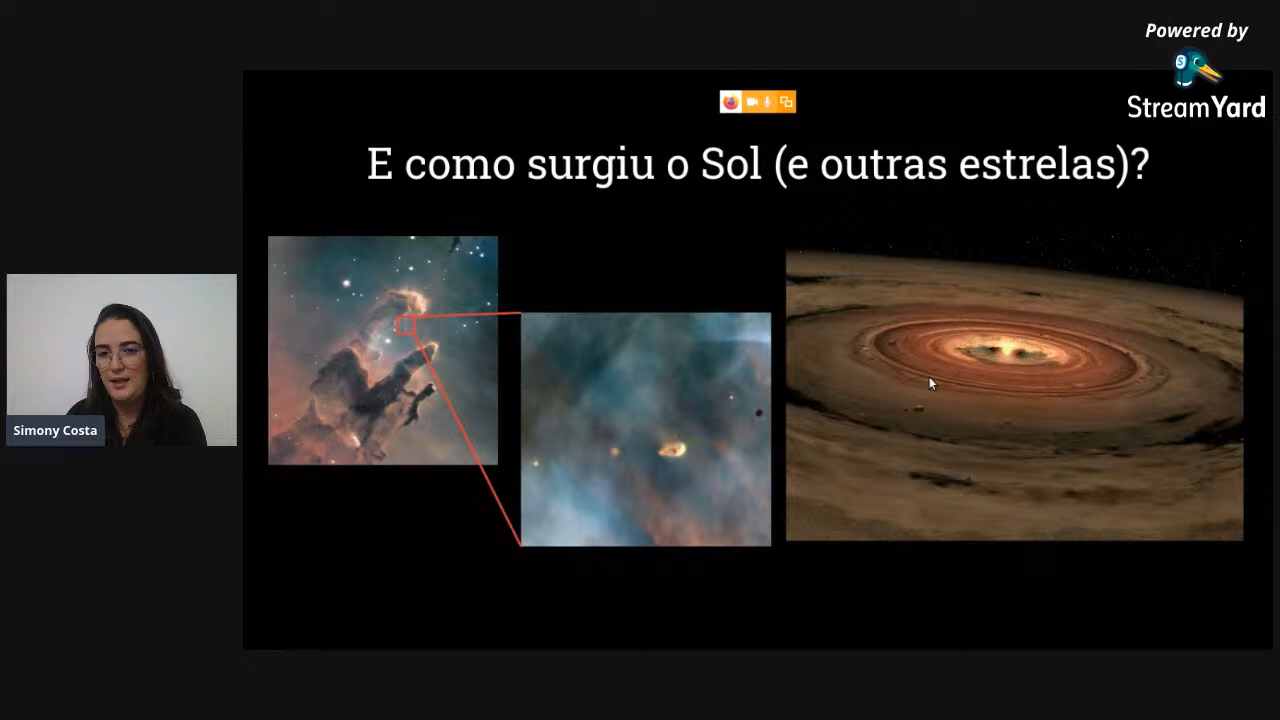 Powered by
StreamYard
E como surgiu o Sol (e outras estrelas)?
Simony Costa